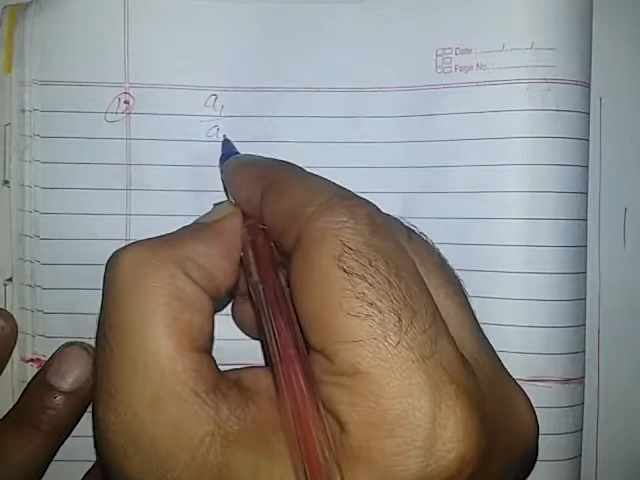 Date : / /
Page No. :
a₁
a